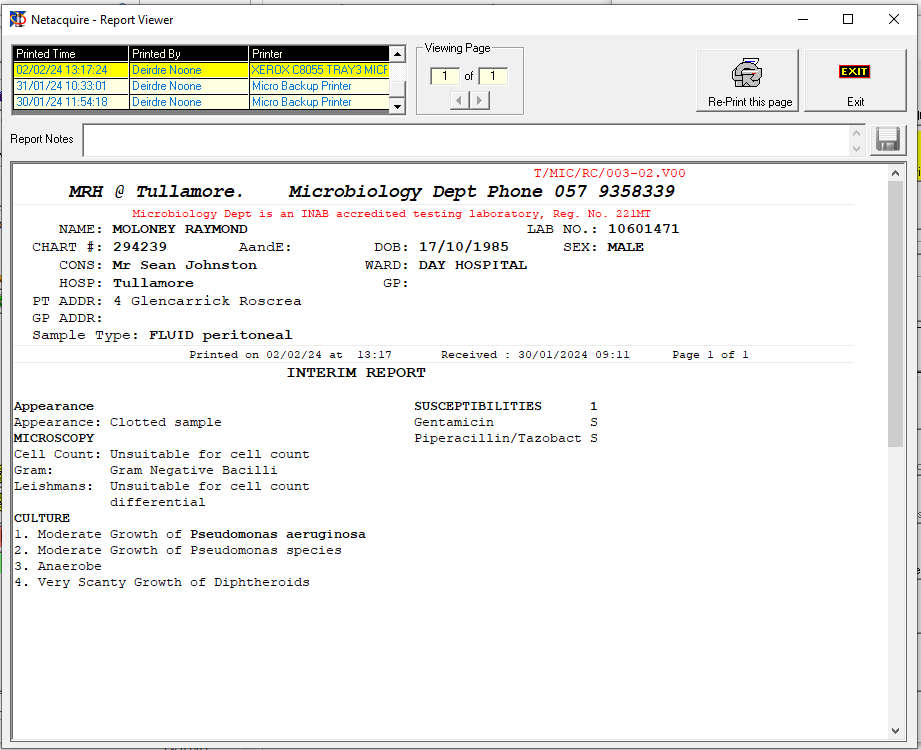 Netacquire - Report Viewer
Printed Time Printed By Printer
02/02/24 13:17:24 Deirdre Noone XEROX C8055 TRAY3 MICF
31/01/24 10:33:01 Deirdre Noone Micro Backup Printer
30/01/24 11:54:18 Deirdre Noone Micro Backup Printer
Viewing Page
1 of 1
Re-Print this page
EXIT
Exit
Report Notes
T/MIC/RC/003-02.V00
MRH @ Tullamore. Microbiology Dept Phone 057 9358339
Microbiology Dept is an INAB accredited testing laboratory, Reg. No. 221MT
NAME: MOLONEY RAYMOND LAB NO.: 10601471
CHART #: 294239 AandE: DOB: 17/10/1985 SEX: MALE
CONS: Mr Sean Johnston WARD: DAY HOSPITAL
HOSP: Tullamore GP:
PT ADDR: 4 Glencarrick Roscrea
GP ADDR:
Sample Type: FLUID peritoneal
Printed on 02/02/24 at 13:17 Received : 30/01/2024 09:11 Page 1 of 1
INTERIM REPORT
Appearance SUSCEPTIBILITIES 1
Appearance: Clotted sample Gentamicin S
MICROSCOPY Piperacillin/Tazobact S
Cell Count: Unsuitable for cell count
Gram: Gram Negative Bacilli
Leishmans: Unsuitable for cell count
differential
CULTURE
1. Moderate Growth of Pseudomonas aeruginosa
2. Moderate Growth of Pseudomonas species
3. Anaerobe
4. Very Scanty Growth of Diphtheroids